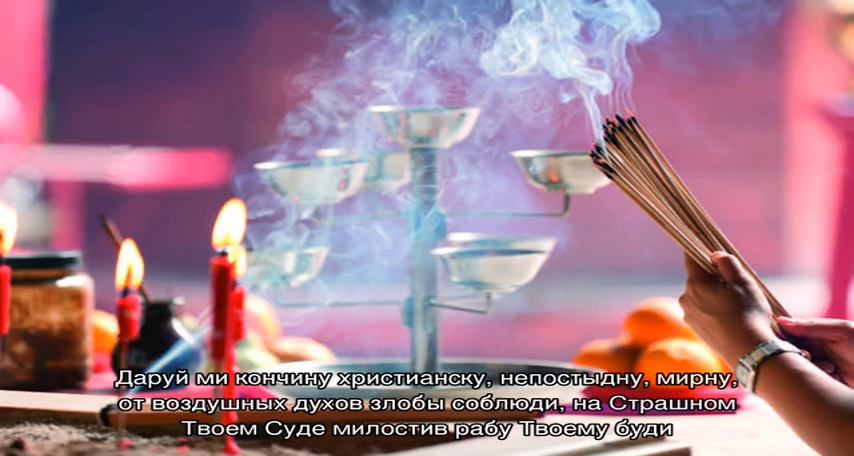 Даруй ми кончину христианску, непостыдну, мирну,
от воздушных духов злобы соблюди, на Страшном
Твоем Суде милостив рабу Твоему буди